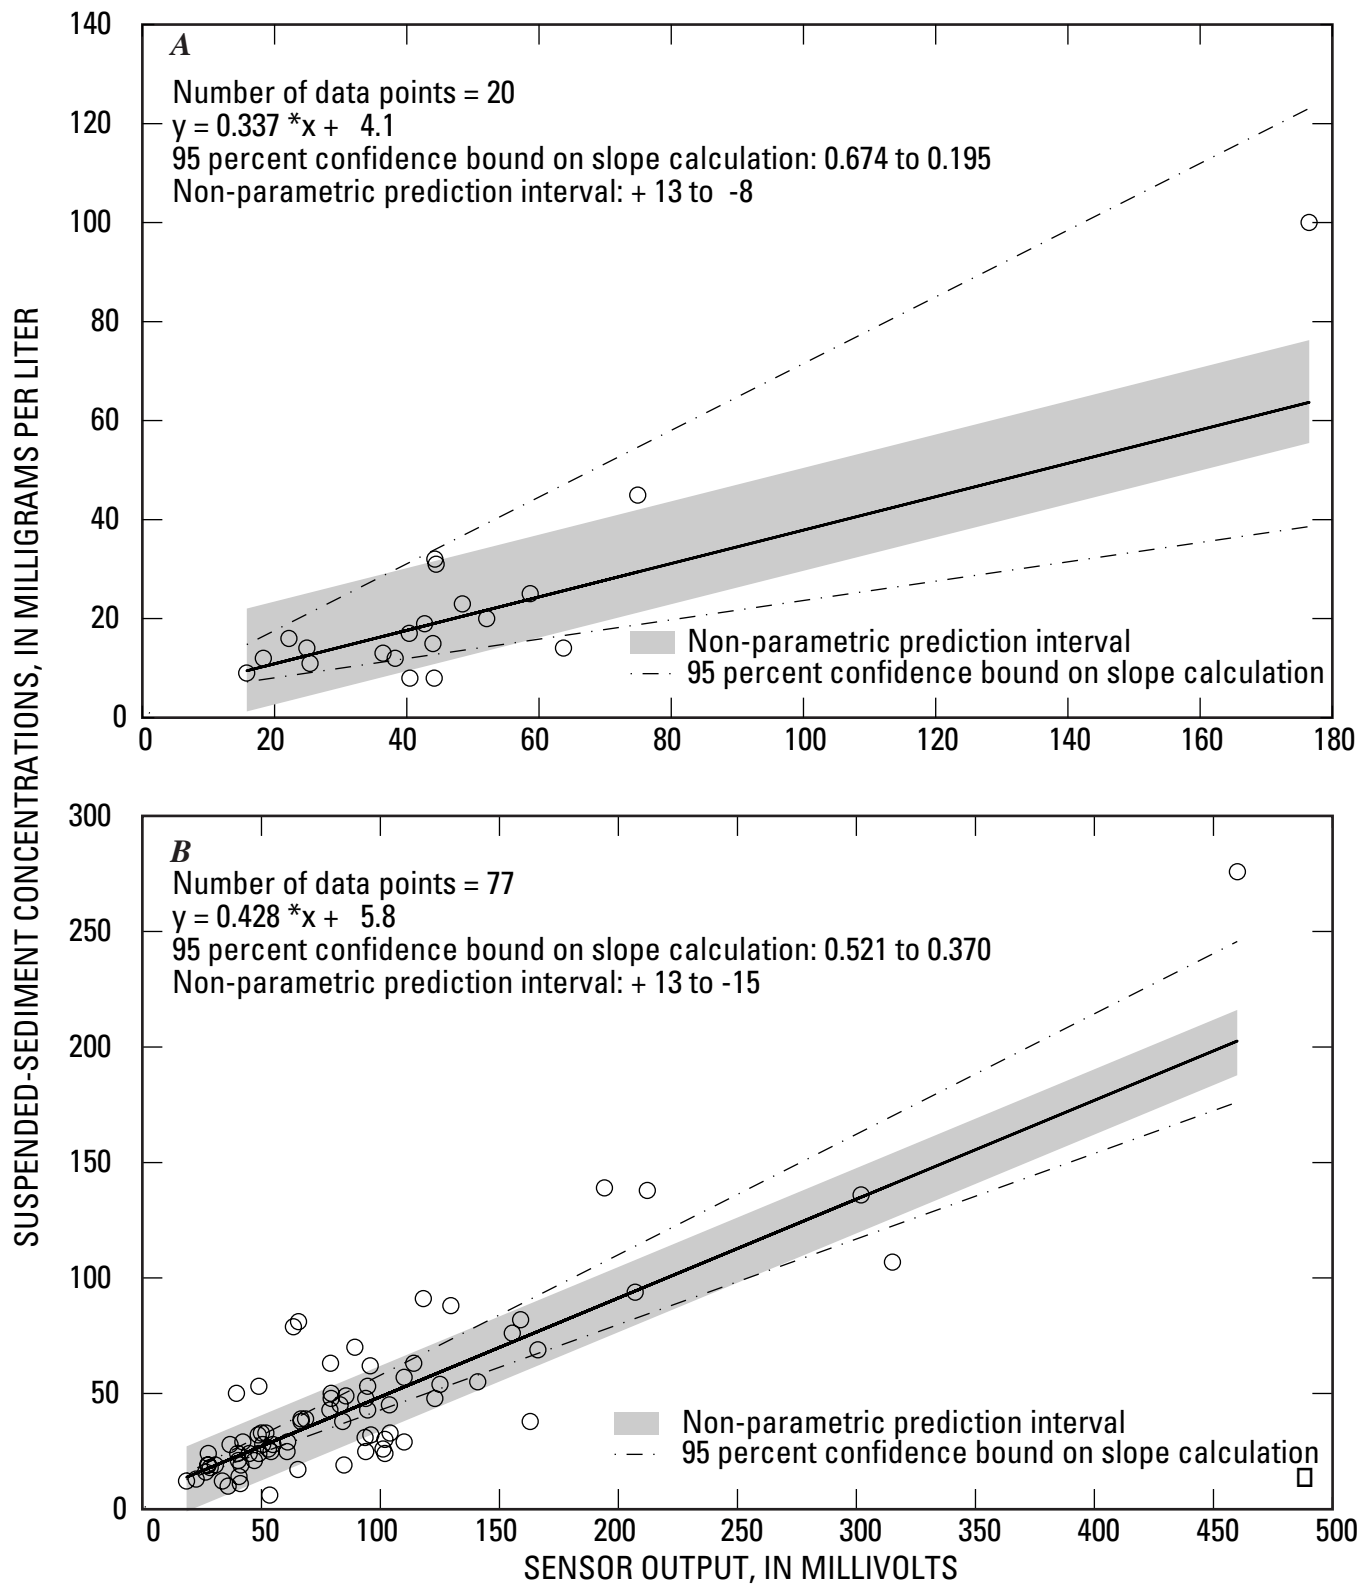 SUSPENDED-SEDIMENT CONCENTRATIONS, IN MILLIGRAMS PER LITER
A
Number of data points = 20
y = 0.337 *x + 4.1
95 percent confidence bound on slope calculation: 0.674 to 0.195
Non-parametric prediction interval: + 13 to -8
140
120
100
80
60
40
20
0
Non-parametric prediction interval
95 percent confidence bound on slope calculation
0 20 40 60 80 100 120 140 160 180
B
Number of data points = 77
y = 0.428 *x + 5.8
95 percent confidence bound on slope calculation: 0.521 to 0.370
Non-parametric prediction interval: + 13 to -15
300
250
200
150
100
50
0
Non-parametric prediction interval
95 percent confidence bound on slope calculation
0 50 100 150 200 250 300 350 400 450 500
SENSOR OUTPUT, IN MILLIVOLTS